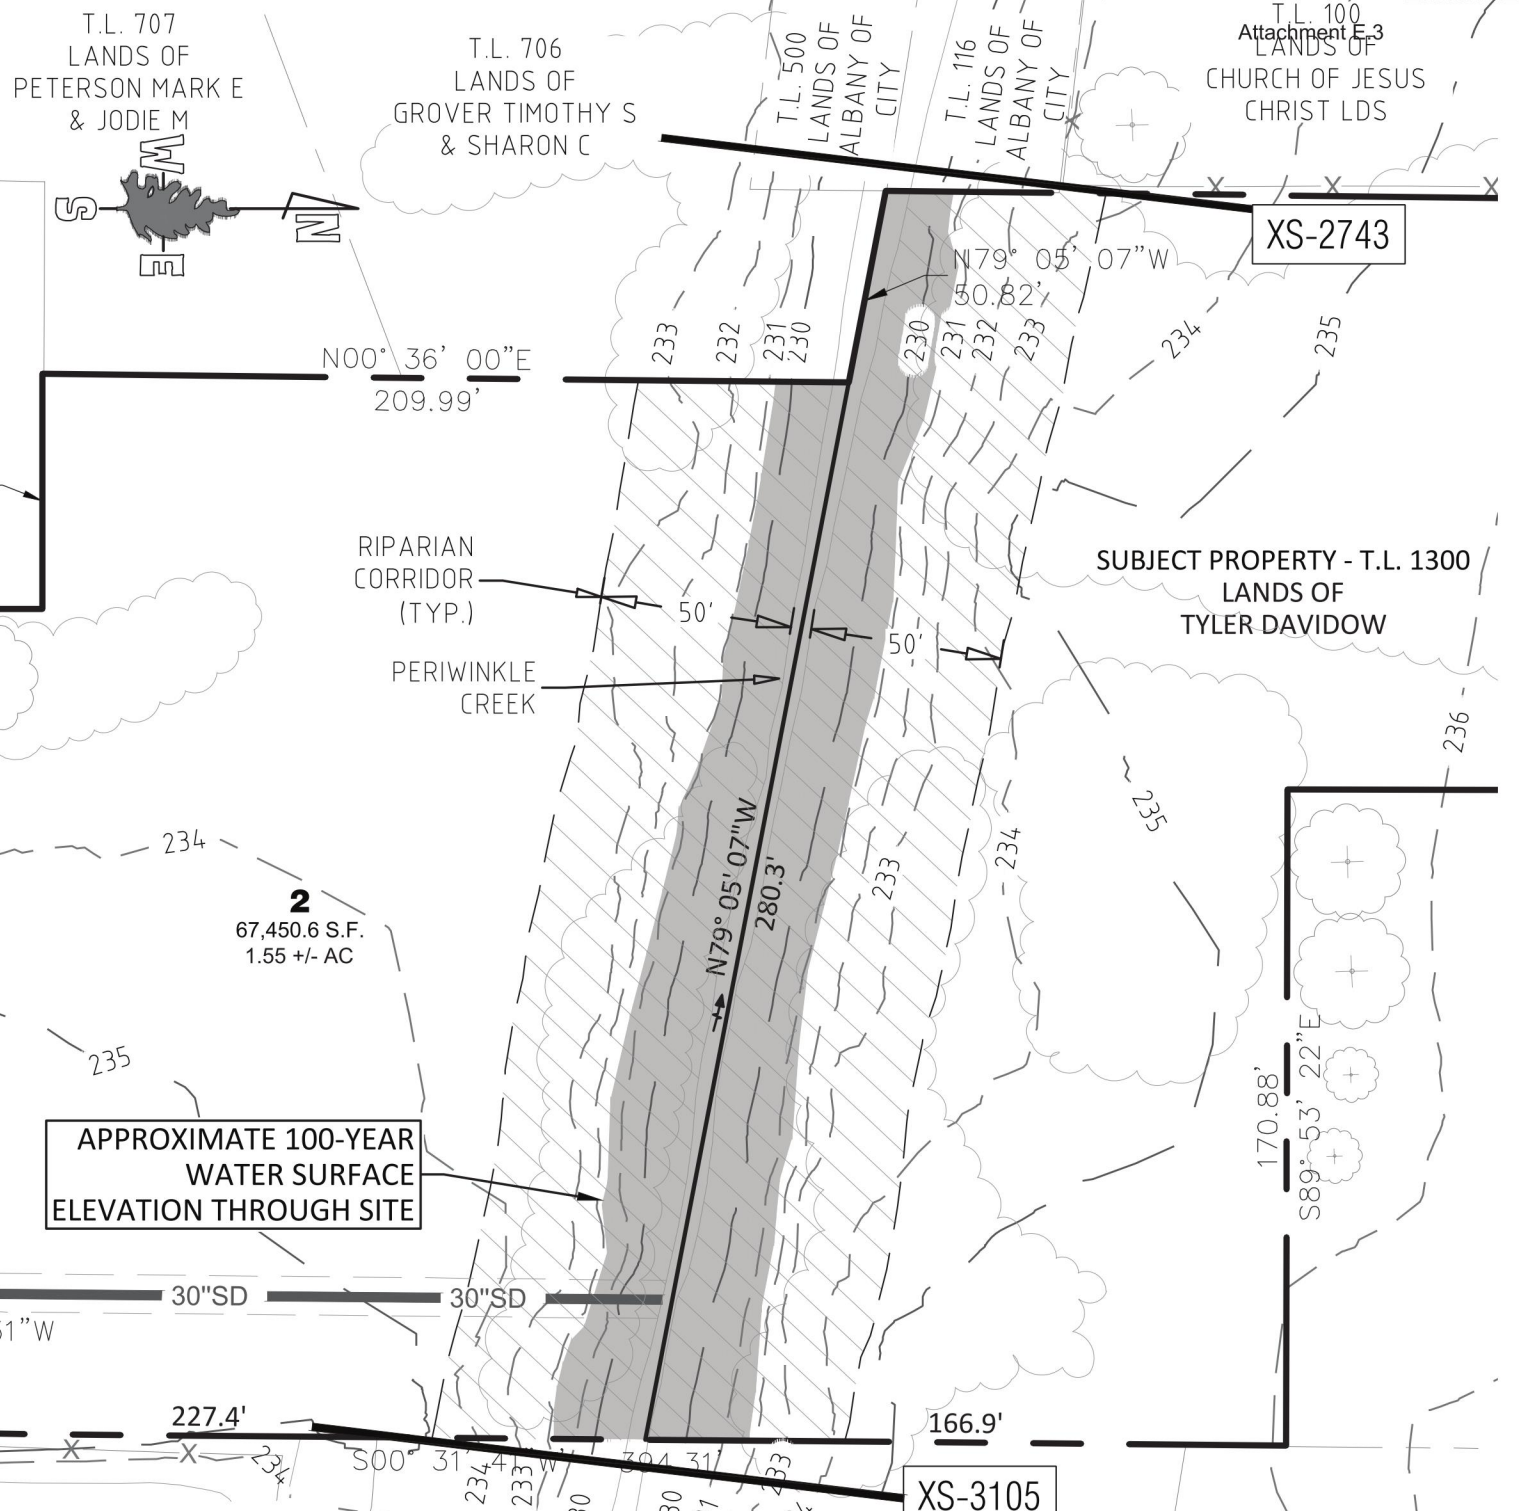 T.L. 707
LANDS OF
PETERSON MARK E
& JODIE M
T.L. 706
LANDS OF
GROVER TIMOTHY S
& SHARON C
T.L. 500
LANDS OF
ALBANY OF
CITY
T.L. 116
LANDS OF
ALBANY OF
CITY
T.L. 100
Attachment E.3
LANDS OF
CHURCH OF JESUS
CHRIST LDS
W
S
N
E
X
X
X
X
XS-2743
N79° 05' 07"W
50.82'
233
232
231
230
230
231
232
233
234
235
N00° 36' 00"E
209.99'
RIPARIAN
CORRIDOR
(TYP.)
50'
50'
SUBJECT PROPERTY - T.L. 1300
LANDS OF
TYLER DAVIDOW
PERIWINKLE
CREEK
236
235
234
233
234
N79° 05' 07"W
280.3'
2
67,450.6 S.F.
1.55 +/- AC
235
170.88'
S89° 53' 22"E
APPROXIMATE 100-YEAR
WATER SURFACE
ELEVATION THROUGH SITE
30"SD
30"SD
51"W
227.4'
166.9'
X
X
234
S00° 31' 41"W
394.31'
234
233
233
XS-3105